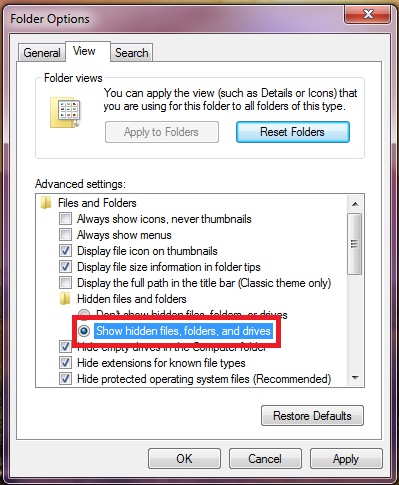 Folder Options
General View Search
Folder views
You can apply the view (such as Details or Icons) that
you are using for this folder to all folders of this type.
Apply to Folders Reset Folders
Advanced settings:
Files and Folders
Always show icons, never thumbnails
Always show menus
Display file icon on thumbnails
Display file size information in folder tips
Display the full path in the title bar (Classic theme only)
Hidden files and folders
Don't show hidden files, folders, or drives
Show hidden files, folders, and drives
Hide empty drives in the Computer folder
Hide extensions for known file types
Hide protected operating system files (Recommended)
Restore Defaults
OK Cancel Apply